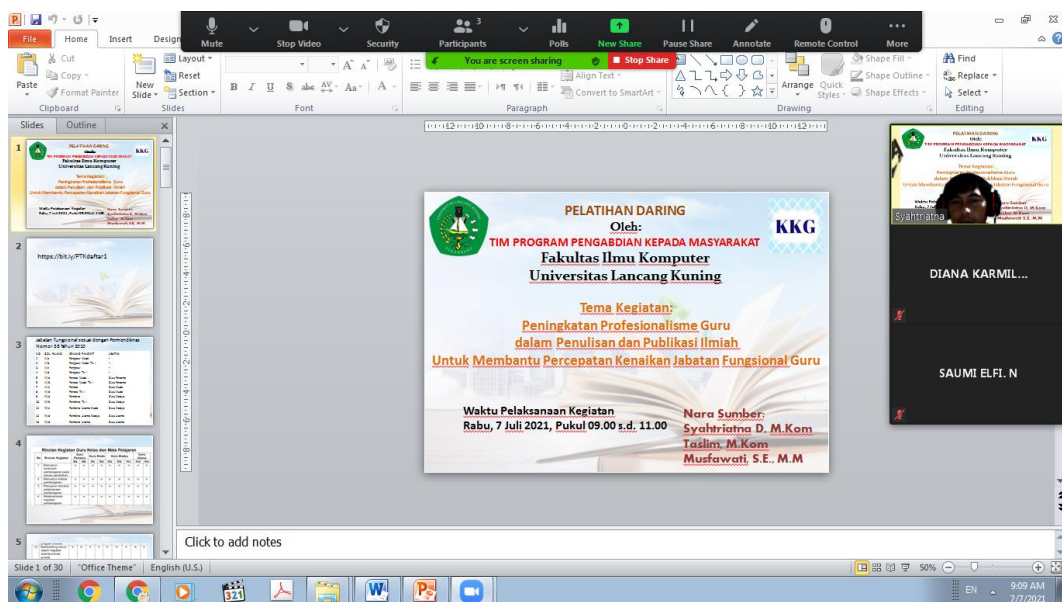 3
Mute
Stop Video
Security
Participants
Polls
New Share
Pause Share
Annotate
Remote Control
More
You are screen sharing
Stop Share
File
Home
Insert
Design
Cut
Copy
Format Painter
Paste
Clipboard
New
Slide
Layout
Reset
Section
Slides
Font
Align Text
Convert to SmartArt
Paragraph
Arrange
Quick
Styles
Drawing
Shape Fill
Shape Outline
Shape Effects
Find
Replace
Select
Editing
Slides
Outline
1
2
https://bit.ly/PTKdaftar1
3
4
Rincian Kegiatan Guru Kelas dan Mata Pelajaran
5
PELATIHAN DARING
Oleh:
TIM PROGRAM PENGABDIAN KEPADA MASYARAKAT
Fakultas Ilmu Komputer
Universitas Lancang Kuning
KKG
Tema Kegiatan:
Peningkatan Profesionalisme Guru
dalam Penulisan dan Publikasi Ilmiah
Untuk Membantu Percepatan Kenaikan Jabatan Fungsional Guru
Waktu Pelaksanaan Kegiatan
Rabu, 7 Juli 2021, Pukul 09.00 s.d. 11.00
Nara Sumber:
Syahtriatna D, M.Kom
Taslim, M.Kom
Musfawati, S.E., M.M
Syahtriatna
DIANA KARMIL...
SAUMI ELFI. N
Click to add notes
Slide 1 of 30
"Office Theme"
English (U.S.)
50%
EN
9:09 AM
7/7/2021